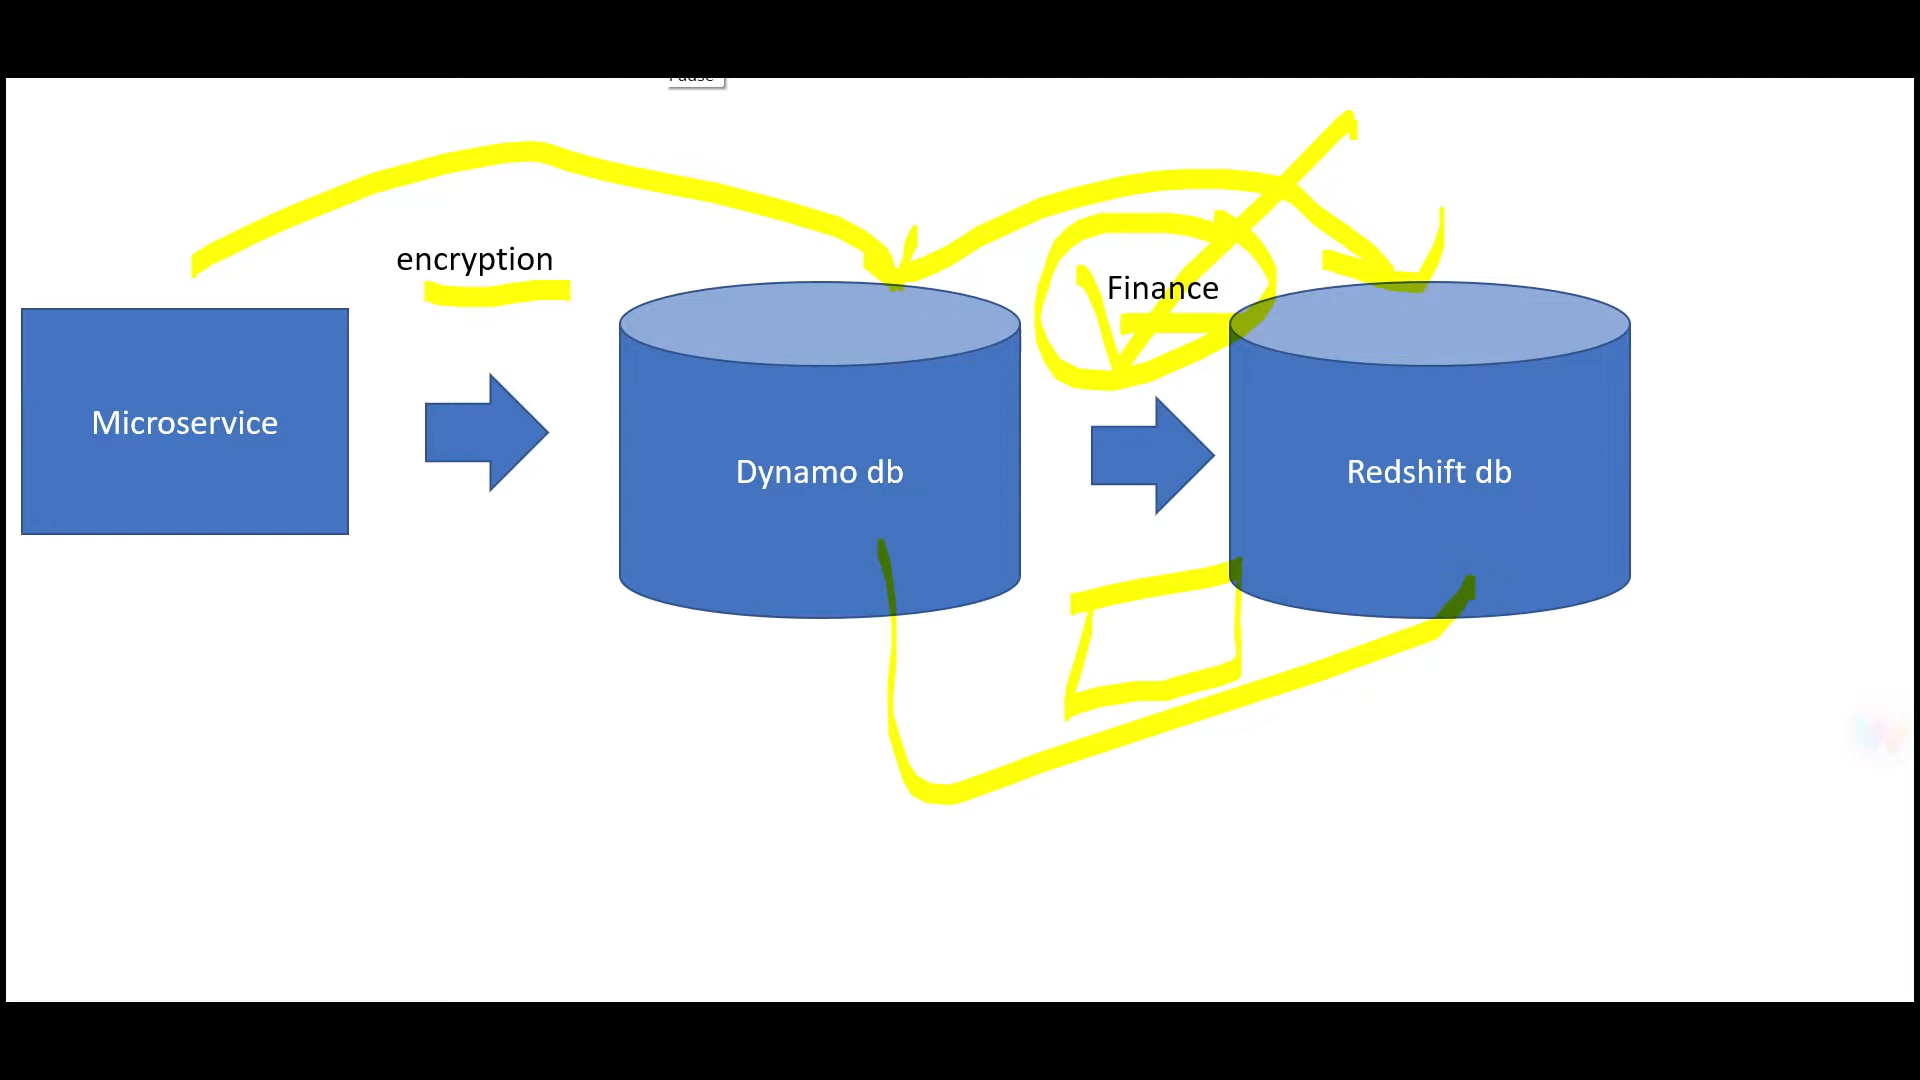 encryption
Finance
Microservice
Dynamo db
Redshift db